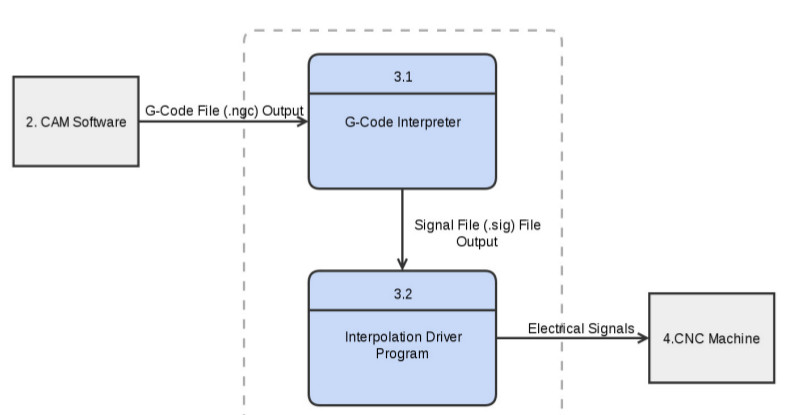 3.1
G-Code File (.ngc) Output
2. CAM Software
G-Code Interpreter
Signal File (.sig) File
Output
3.2
Electrical Signals
Interpolation Driver
Program
4.CNC Machine